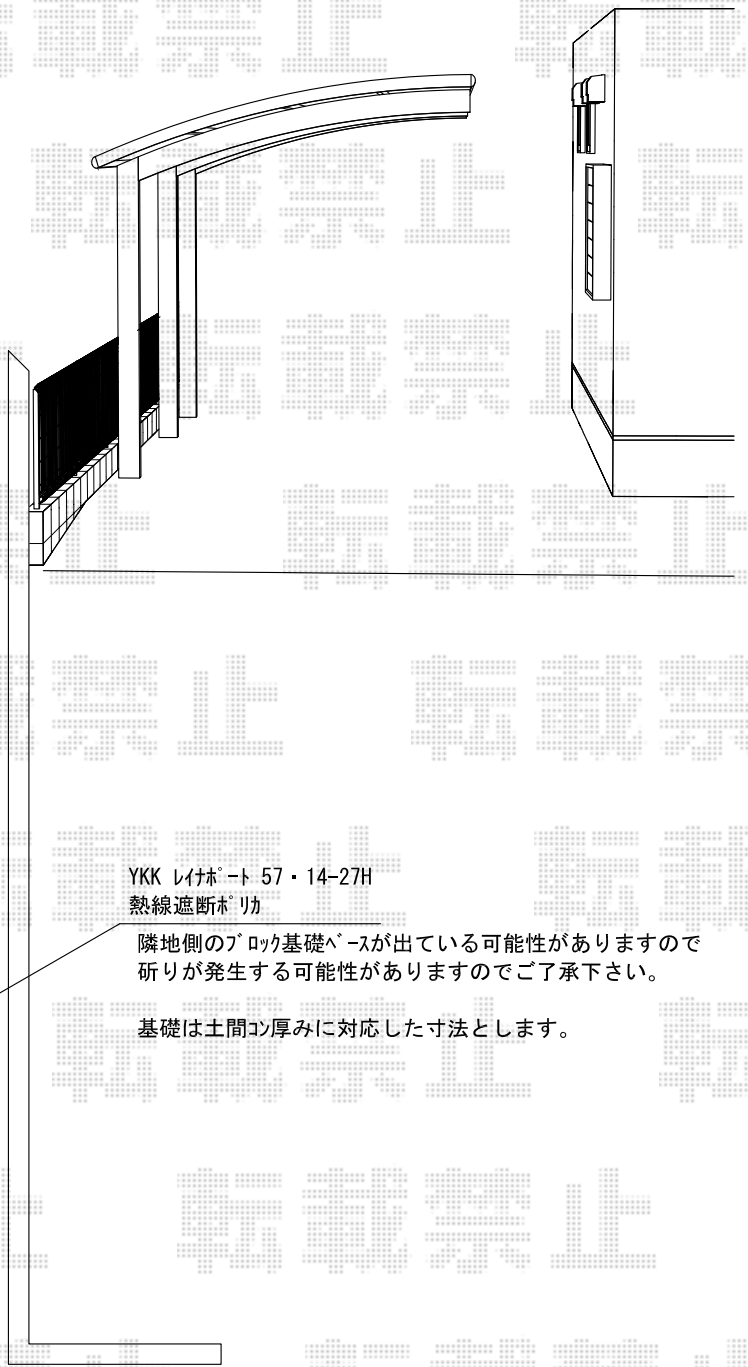 転載禁止
YKK レイナポート 57・14-27H
熱線遮断ポリカ
隣地側のブロック基礎ベースが出ている可能性がありますので
斫りが発生する可能性がありますのでご了承下さい。
基礎は土間コン厚みに対応した寸法とします。